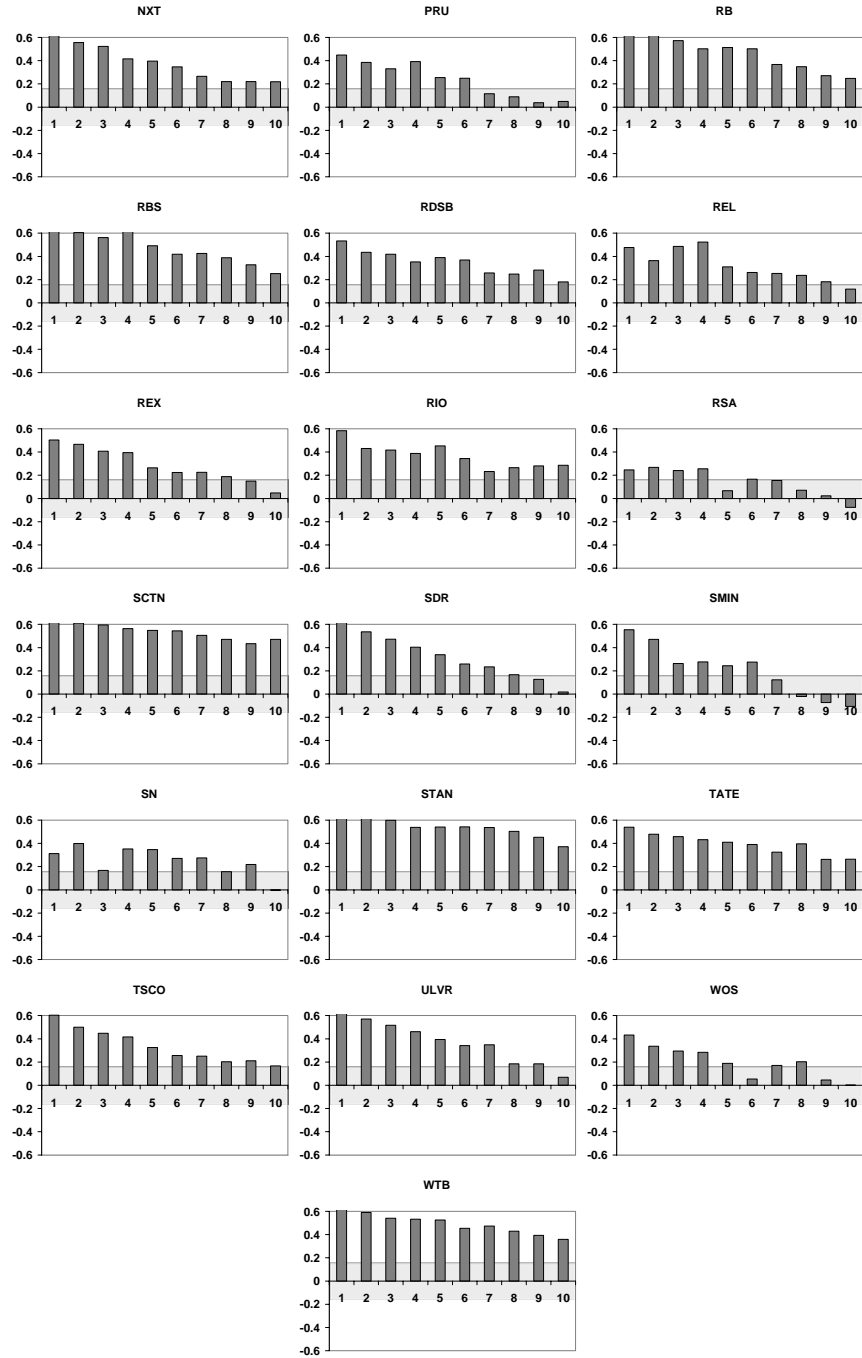 NXT PRU RB
0.6 0.6 0.6
0.4 0.4 0.4
0.2 0.2 0.2
0 0 0
1 2 3 4 5 6 7 8 9 10 1 2 3 4 5 6 7 8 9 10 1 2 3 4 5 6 7 8 9 10
-0.2 -0.2 -0.2
-0.4 -0.4 -0.4
-0.6 -0.6 -0.6
RBS RDSB REL
0.6 0.6 0.6
0.4 0.4 0.4
0.2 0.2 0.2
0 0 0
1 2 3 4 5 6 7 8 9 10 1 2 3 4 5 6 7 8 9 10 1 2 3 4 5 6 7 8 9 10
-0.2 -0.2 -0.2
-0.4 -0.4 -0.4
-0.6 -0.6 -0.6
REX RIO RSA
0.6 0.6 0.6
0.4 0.4 0.4
0.2 0.2 0.2
0 0 0
1 2 3 4 5 6 7 8 9 10 1 2 3 4 5 6 7 8 9 10 1 2 3 4 5 6 7 8 9 10
-0.2 -0.2 -0.2
-0.4 -0.4 -0.4
-0.6 -0.6 -0.6
SCTN SDR SMIN
0.6 0.6 0.6
0.4 0.4 0.4
0.2 0.2 0.2
0 0 0
1 2 3 4 5 6 7 8 9 10 1 2 3 4 5 6 7 8 9 10 1 2 3 4 5 6 7 8 9 10
-0.2 -0.2 -0.2
-0.4 -0.4 -0.4
-0.6 -0.6 -0.6
SN STAN TATE
0.6 0.6 0.6
0.4 0.4 0.4
0.2 0.2 0.2
0 0 0
1 2 3 4 5 6 7 8 9 10 1 2 3 4 5 6 7 8 9 10 1 2 3 4 5 6 7 8 9 10
-0.2 -0.2 -0.2
-0.4 -0.4 -0.4
-0.6 -0.6 -0.6
TSCO ULVR WOS
0.6 0.6 0.6
0.4 0.4 0.4
0.2 0.2 0.2
0 0 0
1 2 3 4 5 6 7 8 9 10 1 2 3 4 5 6 7 8 9 10 1 2 3 4 5 6 7 8 9 10
-0.2 -0.2 -0.2
-0.4 -0.4 -0.4
-0.6 -0.6 -0.6
WTB
0.6
0.4
0.2
0
1 2 3 4 5 6 7 8 9 10
-0.2
-0.4
-0.6